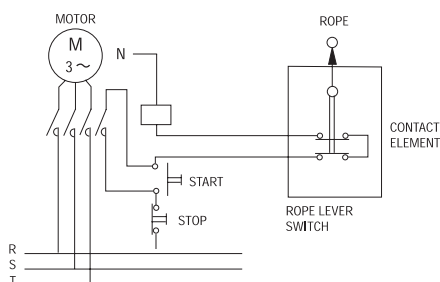 MOTOR
M
3 ~
N
ROPE
CONTACT
ELEMENT
START
STOP
ROPE LEVER
SWITCH
R
S
T